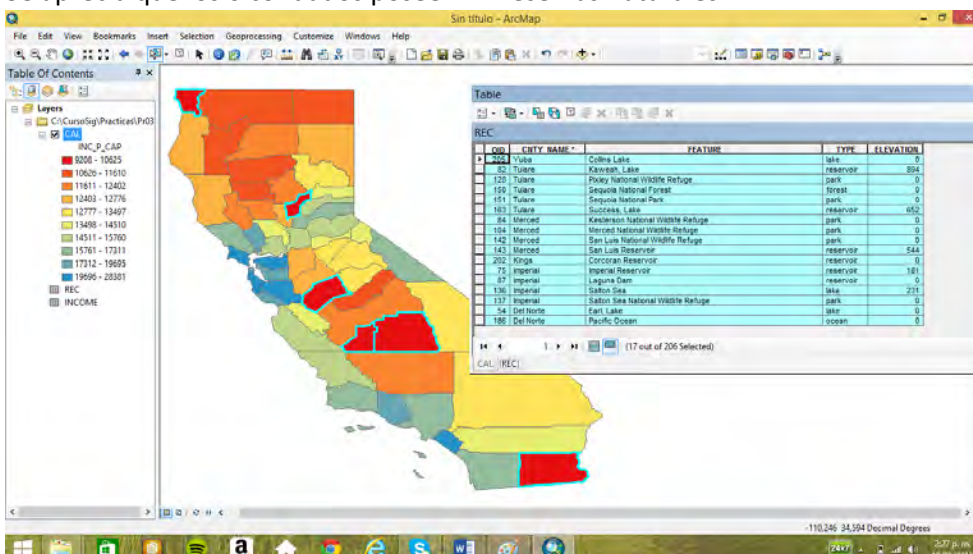 Sin título - ArcMap
File Edit View Bookmarks Insert Selection Geoprocessing Customize Windows Help
Table Of Contents
Layers
C:\CursoSig\Practicas\Pr03
CAL
INC_P_CAP
9208 - 10625
10626 - 11610
11611 - 12402
12403 - 12776
12777 - 13497
13498 - 14510
14511 - 15760
15761 - 17311
17312 - 19695
19696 - 28381
REC
INCOME
Table
REC
OID CNTY_NAME * FEATURE TYPE ELEVATION
205 Yuba Collins Lake lake 0
82 Tulare Kaweah, Lake reservoir 894
120 Tulare Pixley National Wildlife Refuge park 0
150 Tulare Sequoia National Forest forest 0
151 Tulare Sequoia National Park park 0
163 Tulare Success, Lake reservoir 652
84 Merced Kesterson National Wildlife Refuge park 0
104 Merced Merced National Wildlife Refuge park 0
142 Merced San Luis National Wildlife Refuge park 0
143 Merced San Luis Reservoir reservoir 544
202 Kings Corcoran Reservoir reservoir 0
75 Imperial Imperial Reservoir reservoir 181
87 Imperial Laguna Dam reservoir 0
136 Imperial Salton Sea lake 231
137 Imperial Salton Sea National Wildlife Refuge park 0
54 Del Norte Earl, Lake lake 0
186 Del Norte Pacific Ocean ocean 0
1 (17 out of 206 Selected)
CAL REC
-110,246 34,594 Decimal Degrees
2:27 p. m.